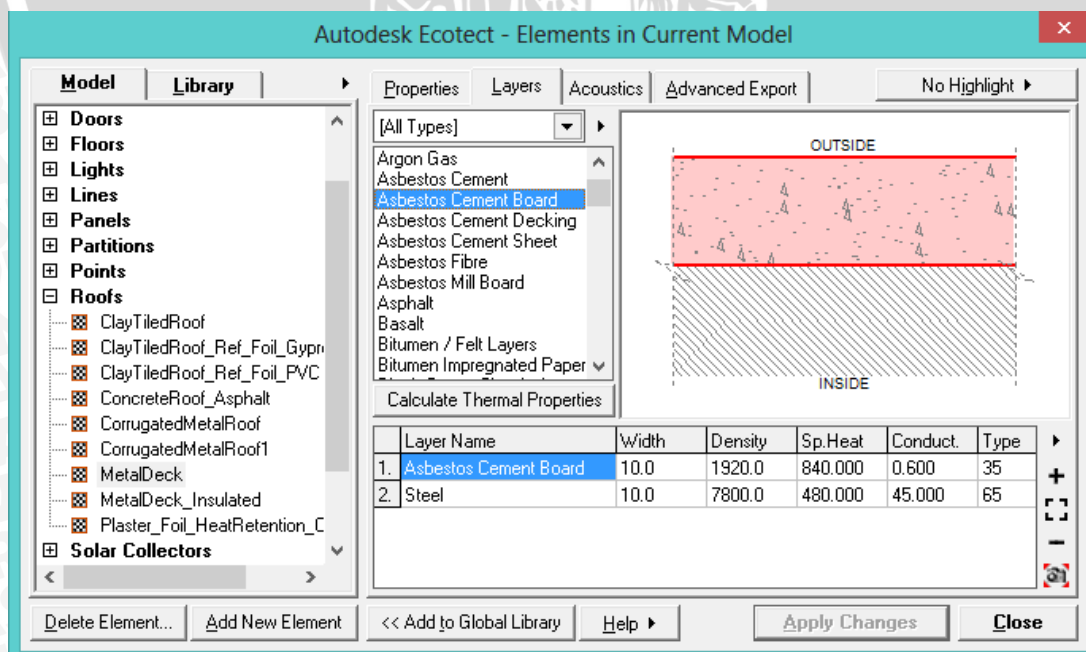 Autodesk Ecotect - Elements in Current Model
Model Library
Doors
Floors
Lights
Lines
Panels
Partitions
Points
Roofs
ClayTiledRoof
ClayTiledRoof_Ref_Foil_Gypr
ClayTiledRoof_Ref_Foil_PVC
ConcreteRoof_Asphalt
CorrugatedMetalRoof
CorrugatedMetalRoof1
MetalDeck
MetalDeck_Insulated
Plaster_Foil_HeatRetention_C
Solar Collectors
Delete Element... Add New Element
Properties Layers Acoustics Advanced Export No Highlight
[All Types]
Argon Gas
Asbestos Cement
Asbestos Cement Board
Asbestos Cement Decking
Asbestos Cement Sheet
Asbestos Fibre
Asbestos Mill Board
Asphalt
Basalt
Bitumen / Felt Layers
Bitumen Impregnated Paper
Calculate Thermal Properties
OUTSIDE
INSIDE
Layer Name Width Density Sp.Heat Conduct. Type
1. Asbestos Cement Board 10.0 1920.0 840.000 0.600 35
2. Steel 10.0 7800.0 480.000 45.000 65
<< Add to Global Library Help Apply Changes Close